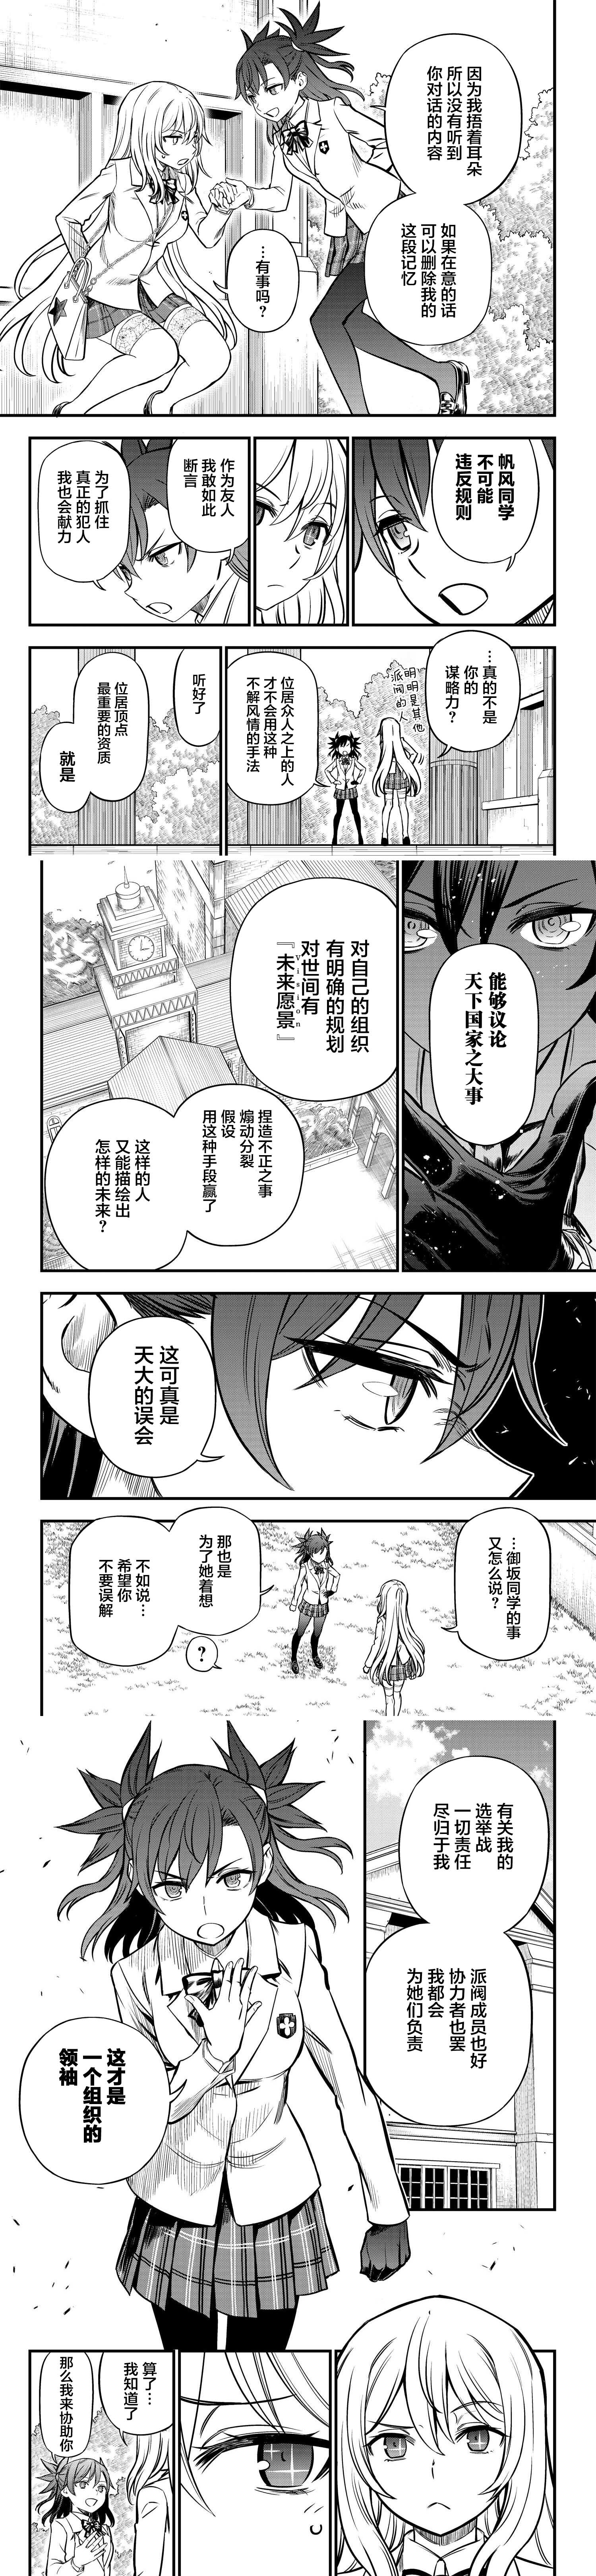 因为我捂着耳朵
所以没有听到
你对话的内容
如果在意的话
可以删除我的
这段记忆
…有事吗？
帆风同学
不可能
违反规则
作为友人
我敢如此
断言
为了抓住
真正的犯人
我也会献力
…真的不是
你的
谋略力？
明明是其他
派阀的人
位居众人之上的人
才不会用这种
不解风情的手法
听好了
位居顶点
最重要的资质
就是
能够议论
天下国家之大事
对自己的组织
有明确的规划
对世间有
『未来愿景』
Vision
捏造不正之事
煽动分裂
假设
用这种手段赢了
这样的人
又能描绘出
怎样的未来？
这可真是
天大的误会
…御坂同学的事
又怎么说？
那也是
为了她着想
不如说…
希望你
不要误解
？
有关我的
选举战
一切责任
尽归于我
派阀成员也好
协力者也罢
我都会
为她们负责
这才是
一个组织的
领袖
算了…
我知道了
那么我来协助你